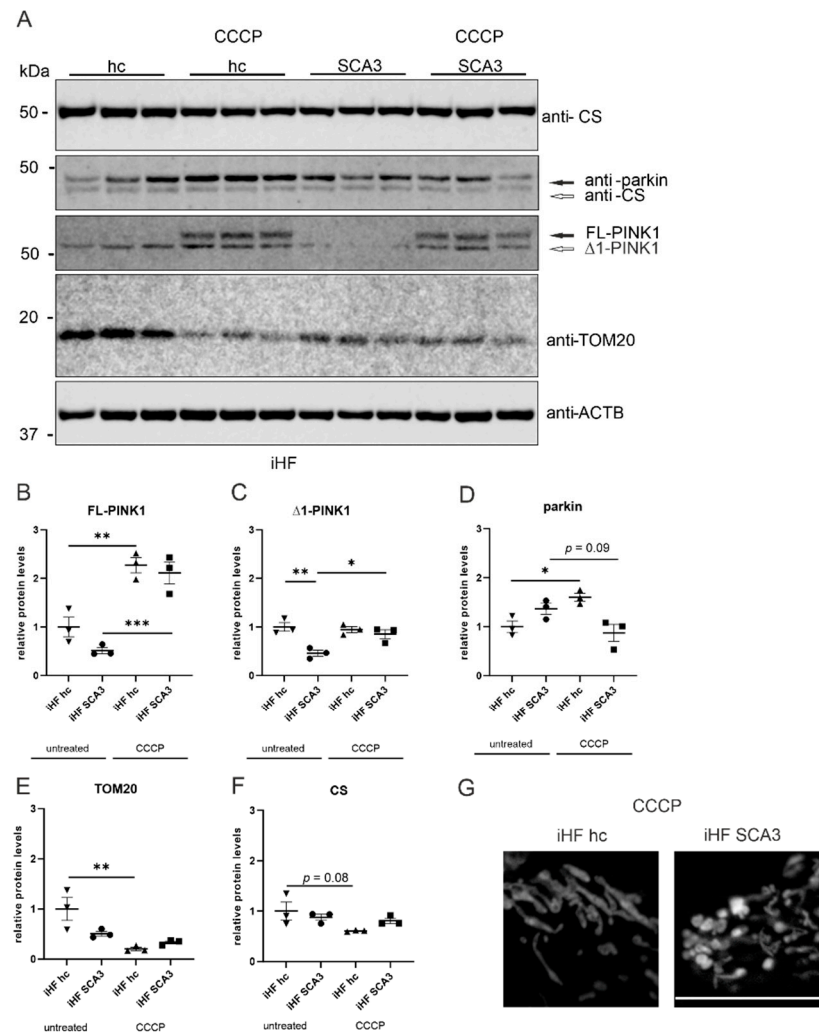 A
CCCP CCCP
kDa hc hc SCA3 SCA3
50 - anti- CS
50 - anti-parkin
anti-CS
FL-PINK1
50 - Δ1-PINK1
20 -
anti-TOM20
anti-ACTB
37 -
iHF
B C D
FL-PINK1 Δ1-PINK1 parkin
relative protein levels
3
2
1
0
**
***
iHF hc
iHF SCA3
iHF hc
iHF SCA3
untreated CCCP
relative protein levels
3
2
1
0
** *
iHF hc
iHF SCA3
iHF hc
iHF SCA3
untreated CCCP
relative protein levels
3
2
1
0
p = 0.09
*
iHF hc
iHF SCA3
iHF hc
iHF SCA3
untreated CCCP
E F G
TOM20 CS
relative protein levels
3
2
1
0
**
iHF hc
iHF SCA3
iHF hc
iHF SCA3
untreated CCCP
relative protein levels
3
2
1
0
p = 0.08
iHF hc
iHF SCA3
iHF hc
iHF SCA3
untreated CCCP
CCCP
iHF hc iHF SCA3